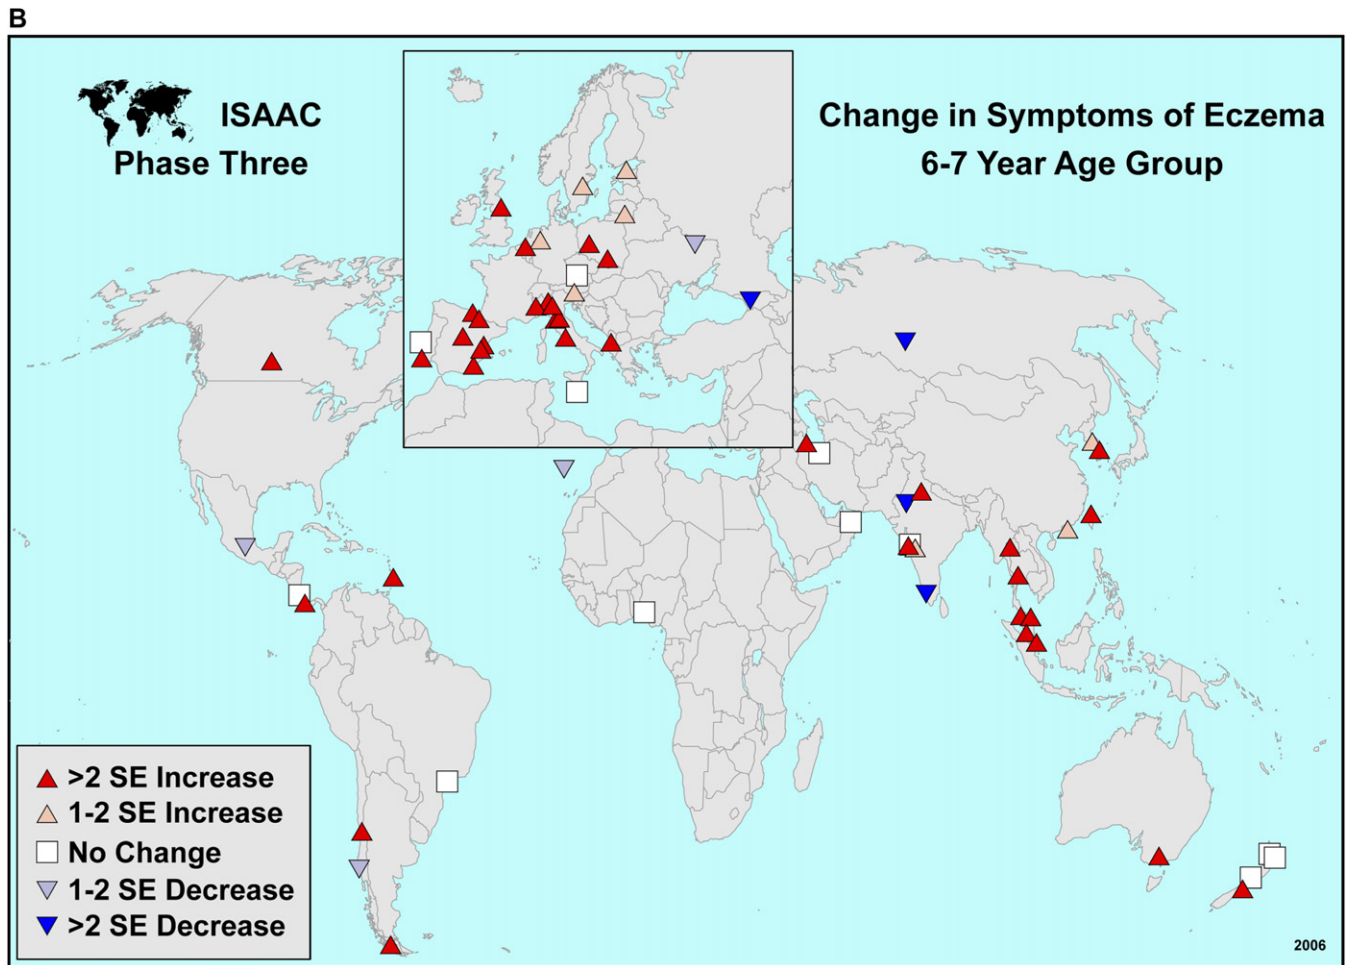 B
ISAAC
Phase Three
Change in Symptoms of Eczema
6-7 Year Age Group
>2 SE Increase
1-2 SE Increase
No Change
1-2 SE Decrease
>2 SE Decrease
2006